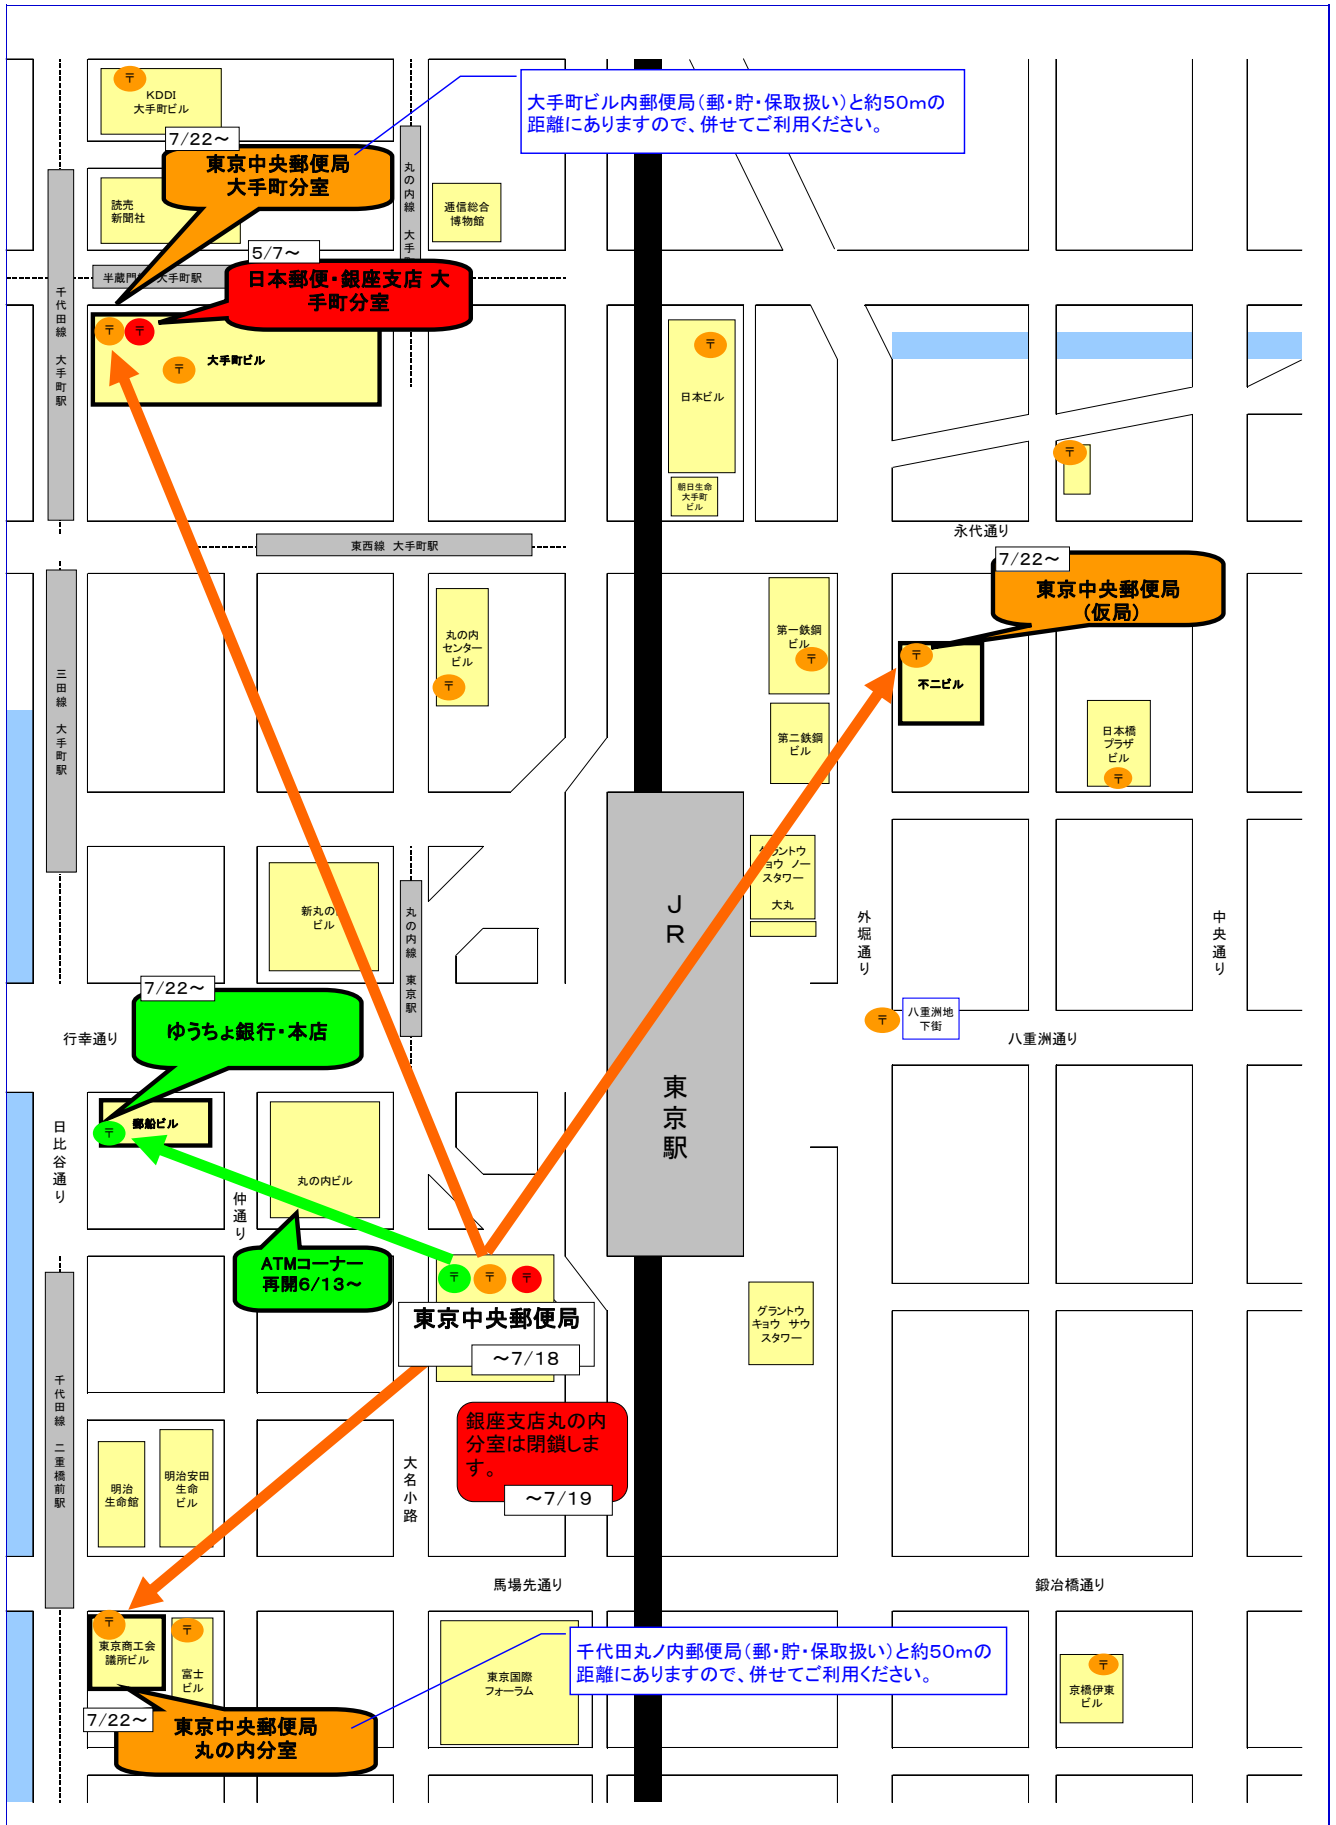 〒
KDDI
大手町ビル
大手町ビル内郵便局(郵・貯・保取扱い)と約50mの
距離にありますので、併せてご利用ください。
7/22～
東京中央郵便局
大手町分室
読売
新聞社
丸の内線 大手
逓信総合
博物館
千代田線 大手町駅
5/7～
半蔵門
大手町駅
日本郵便・銀座支店 大
手町分室
〒
〒
〒
大手町ビル
〒
日本ビル
朝日生命
大手町
ビル
〒
永代通り
東西線 大手町駅
7/22～
東京中央郵便局
(仮局)
三田線 大手町駅
丸の内
センター
ビル
〒
第一鉄鋼
ビル
〒
第二鉄鋼
ビル
〒
不二ビル
日本橋
プラザ
ビル
〒
新丸の
ビル
丸の内線 東京駅
JR 東京駅
グラントウ
キョウ ノー
スタワー
大丸
外堀通り
中央通り
〒
八重洲地
下街
八重洲通り
7/22～
ゆうちょ銀行・本店
行幸通り
郵船ビル
〒
日比谷通り
仲通り
丸の内ビル
ATMコーナー
再開6/13～
〒
〒
〒
東京中央郵便局
～7/18
グラントウ
キョウ サウ
スタワー
千代田線 二重橋前駅
銀座支店丸の内
分室は閉鎖しま
す。
～7/19
明治
生命館
明治安田
生命
ビル
大名小路
馬場先通り
鍛冶橋通り
〒
東京商工会
議所ビル
〒
富士
ビル
東京国際
フォーラム
千代田丸ノ内郵便局(郵・貯・保取扱い)と約50mの
距離にありますので、併せてご利用ください。
〒
京橋伊東
ビル
7/22～
東京中央郵便局
丸の内分室